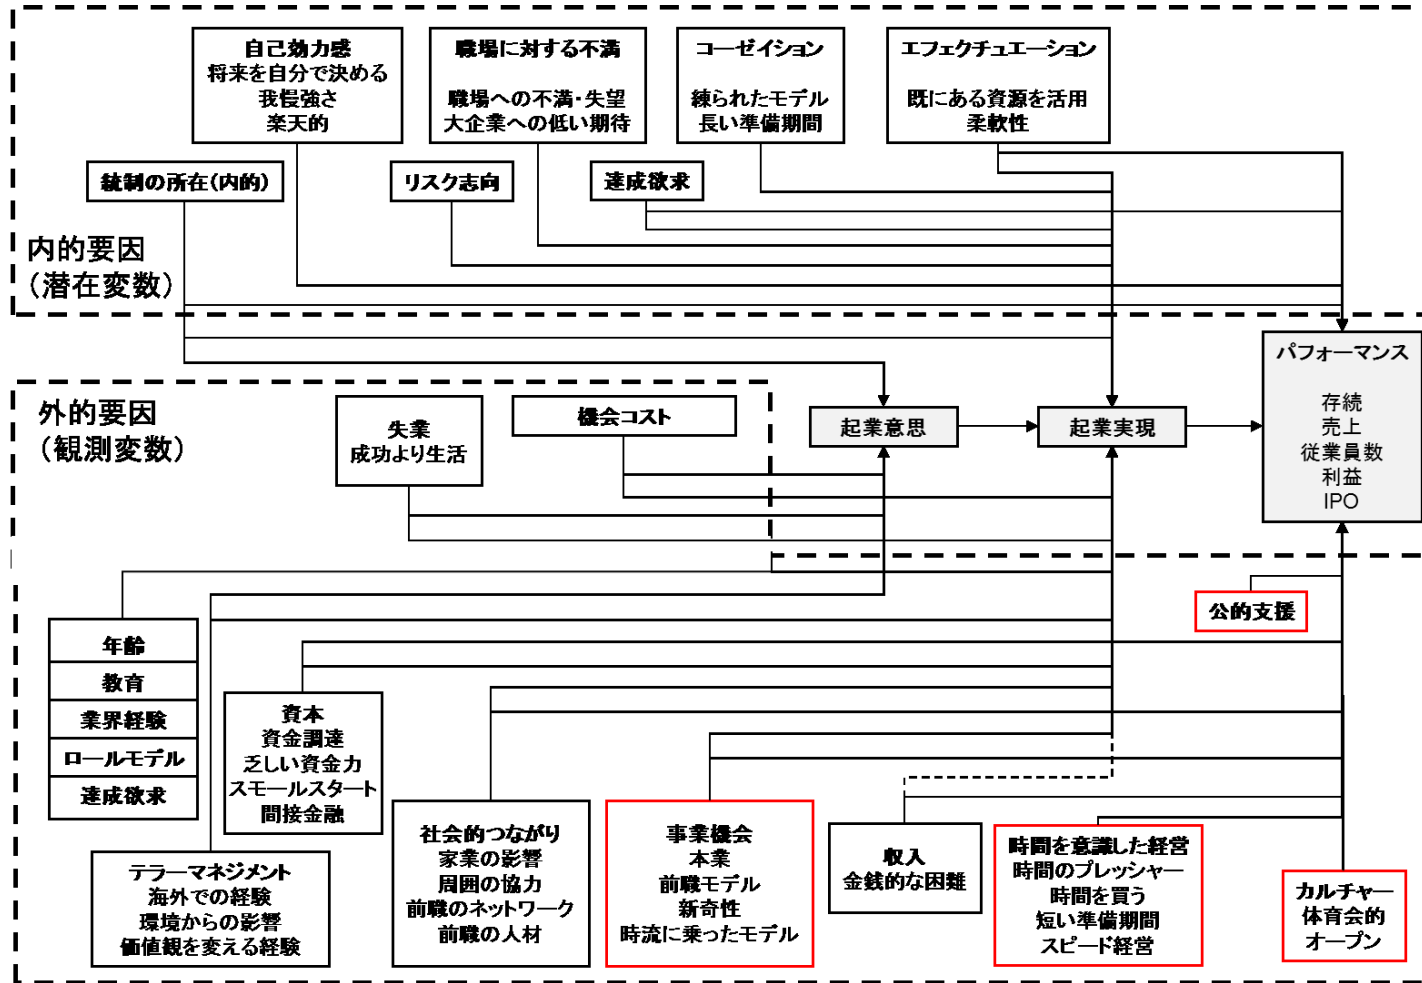 自己効力感
将来を自分で決める
我慢強さ
楽天的
職場に対する不満
職場への不満・失望
大企業への低い期待
コーゼイション
練られたモデル
長い準備期間
エフェクチュエーション
既にある資源を活用
柔軟性
統制の所在(内的)
リスク志向
達成欲求
内的要因
(潜在変数)
パフォーマンス
存続
売上
従業員数
利益
IPO
外的要因
(観測変数)
失業
成功より生活
機会コスト
起業意思
起業実現
公的支援
年齢
教育
業界経験
ロールモデル
達成欲求
資本
資金調達
乏しい資金力
スモールスタート
間接金融
テラーマネジメント
海外での経験
環境からの影響
価値観を変える経験
社会的つながり
家業の影響
周囲の協力
前職のネットワーク
前職の人材
事業機会
本業
前職モデル
新奇性
時流に乗ったモデル
収入
金銭的な困難
時間を意識した経営
時間のプレッシャー
時間を買う
短い準備期間
スピード経営
カルチャー
体育会的
オープン